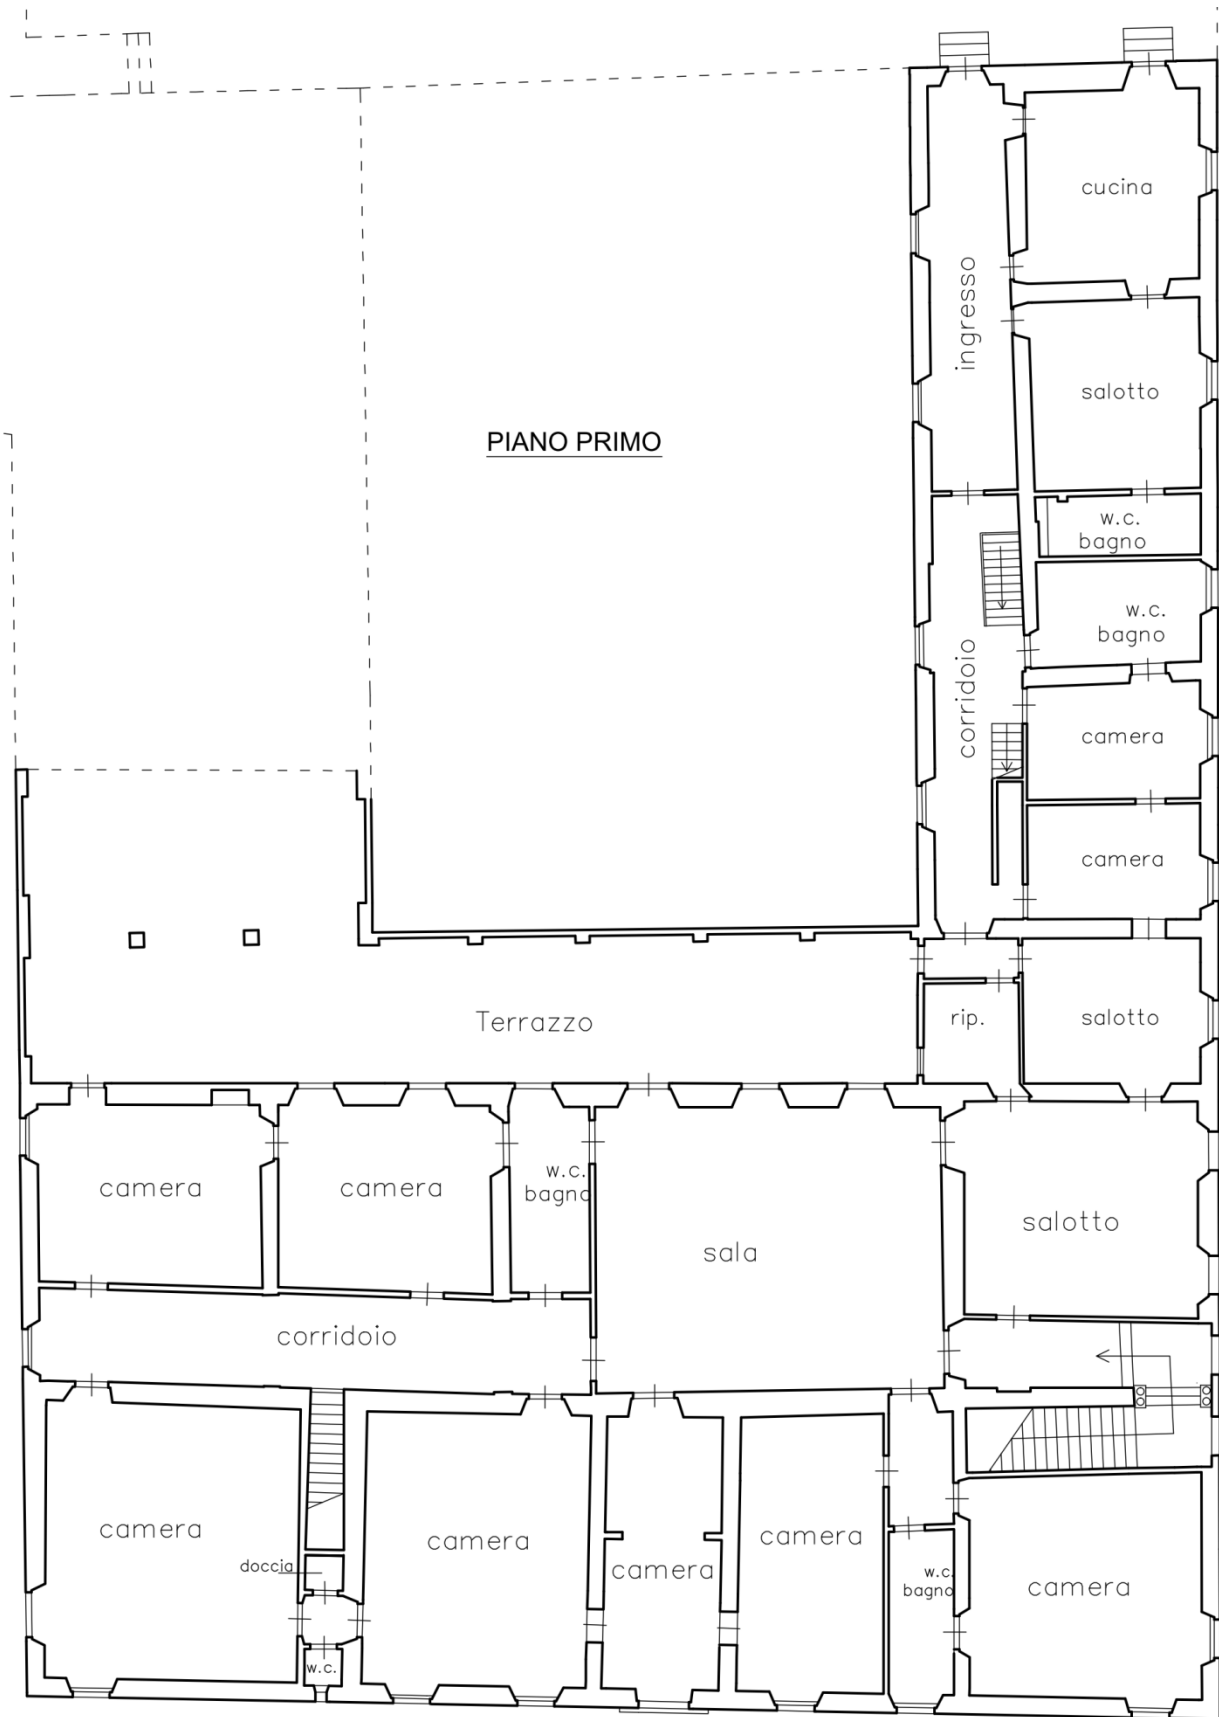 cucina
ingresso
salotto
PIANO PRIMO
w.c.
bagno
w.c.
bagno
corridoio
camera
camera
rip.
salotto
Terrazzo
camera
camera
w.c.
bagno
sala
salotto
corridoio
camera
camera
camera
camera
doccia
w.c.
bagno
camera
w.c.